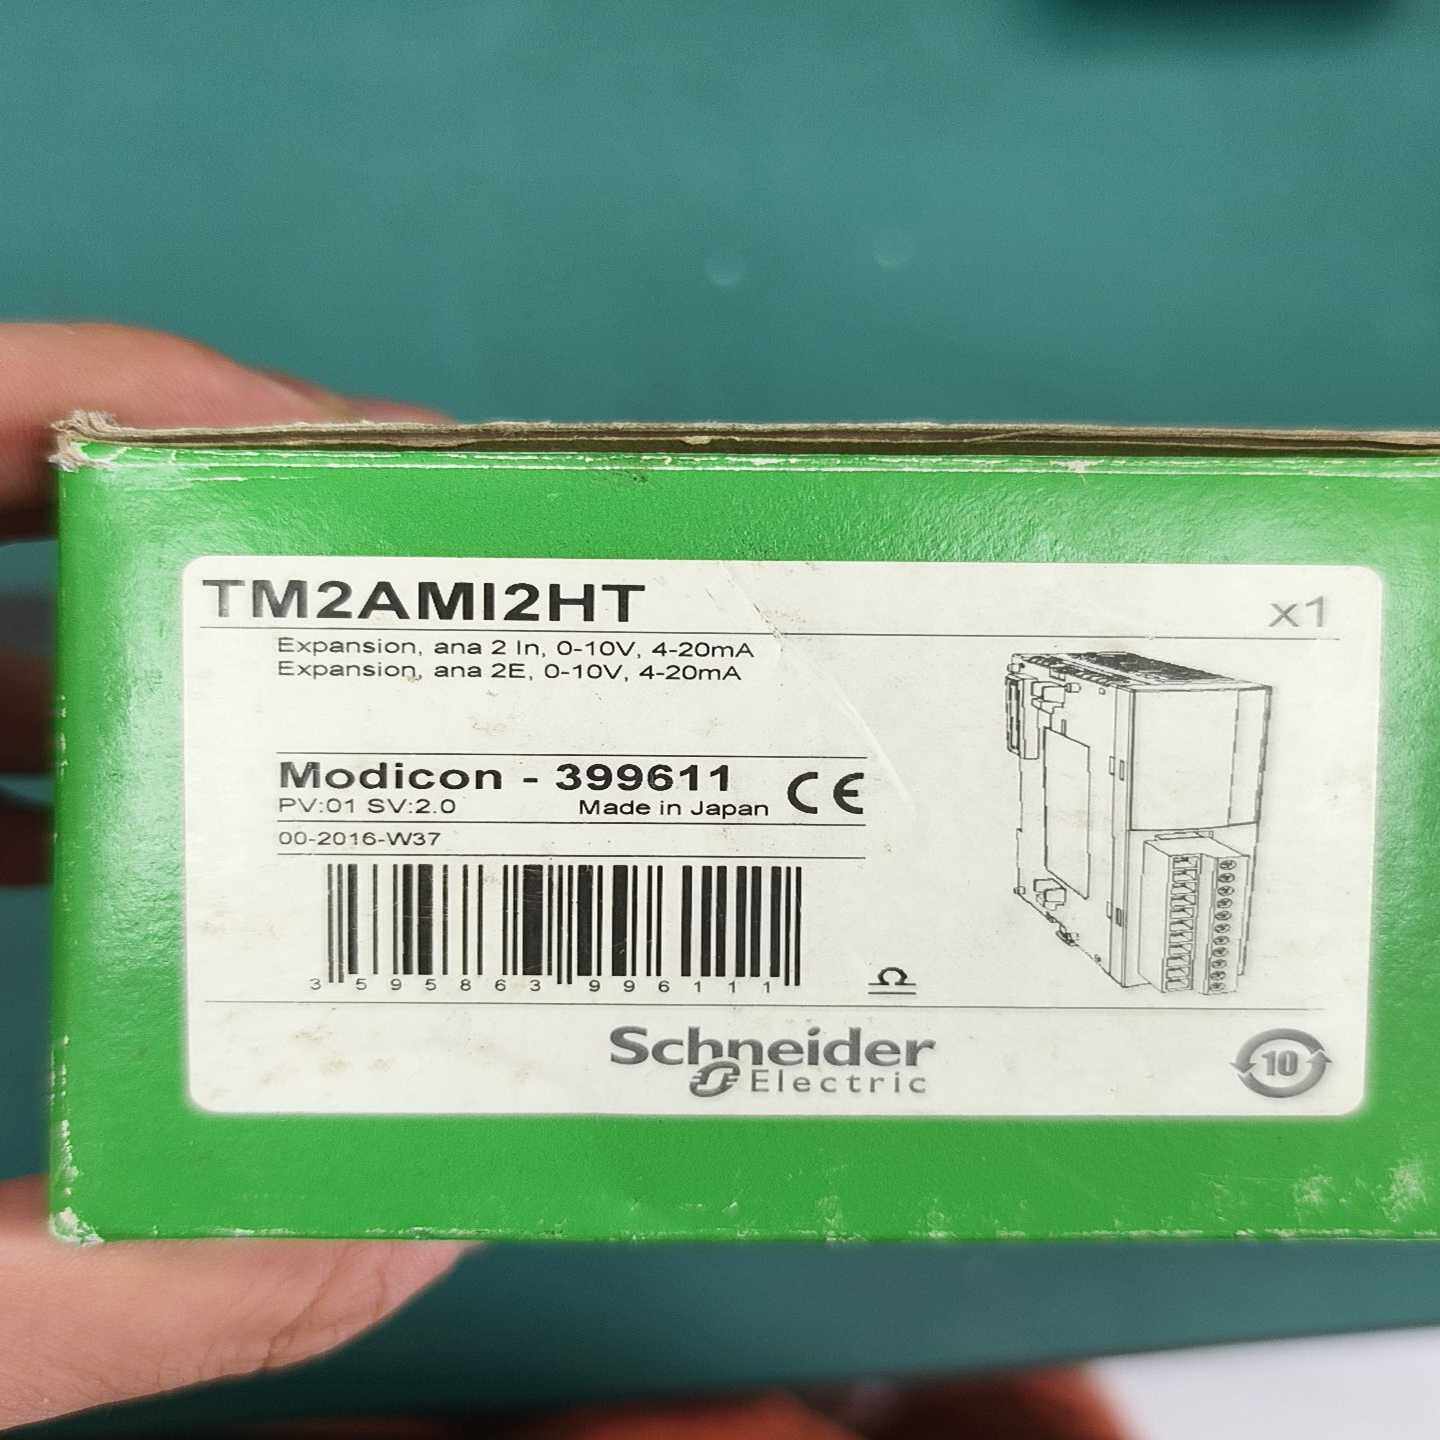 TM2AMI2HT
x1
Expansion, ana 2 In, 0-10V, 4-20mA
Expansion, ana 2E, 0-10V, 4-20mA
Modicon - 399611
PV:01 SV:2.0 Made in Japan CE
00-2016-W37
3 595863 996111
Schneider
Electric
10